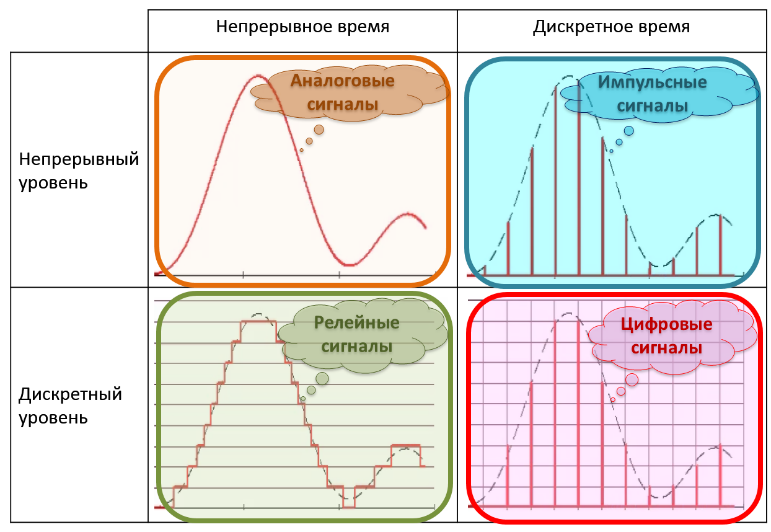 Непрерывное время
Дискретное время
Непрерывный
уровень
Аналоговые
сигналы
Импульсные
сигналы
Дискретный
уровень
Релейные
сигналы
Цифровые
сигналы